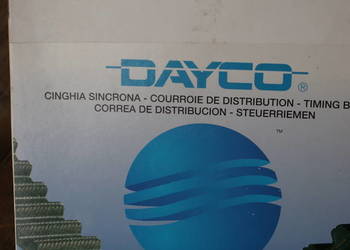 DAYCO®
CINGHIA SINCRONA - COURROIE DE DISTRIBUTION - TIMING B
CORREA DE DISTRIBUCION - STEUERRIEMEN
™